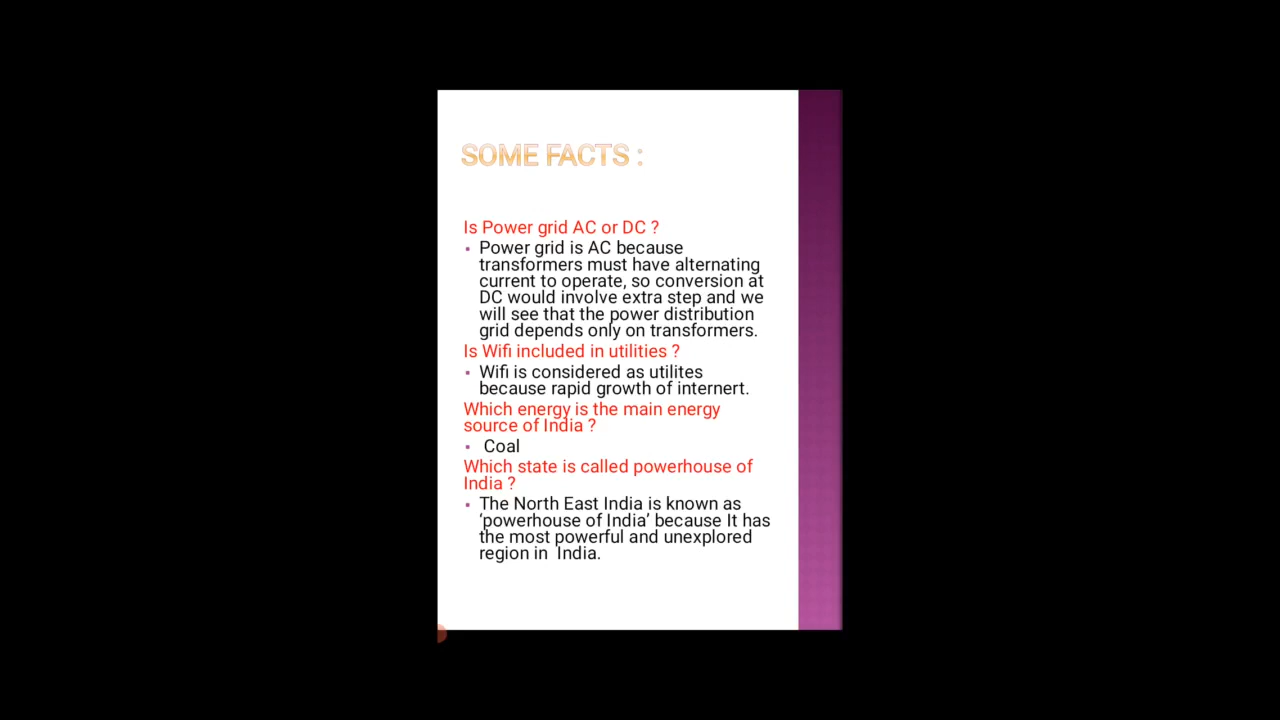 SOME FACTS :
Is Power grid AC or DC ?
▪ Power grid is AC because
transformers must have alternating
current to operate, so conversion at
DC would involve extra step and we
will see that the power distribution
grid depends only on transformers.
Is Wifi included in utilities ?
▪ Wifi is considered as utilites
because rapid growth of internert.
Which energy is the main energy
source of India ?
▪ Coal
Which state is called powerhouse of
India ?
▪ The North East India is known as
‘powerhouse of India’ because It has
the most powerful and unexplored
region in India.